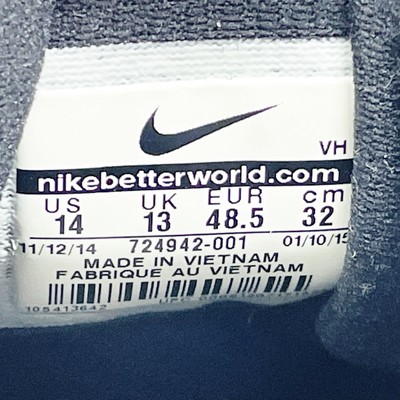 VH
nikebetterworld.com
US UK EUR cm
14 13 48.5 32
11/12/14 724942-001 01/10/15
MADE IN VIETNAM
FABRIQUE AU VIETNAM
105413642